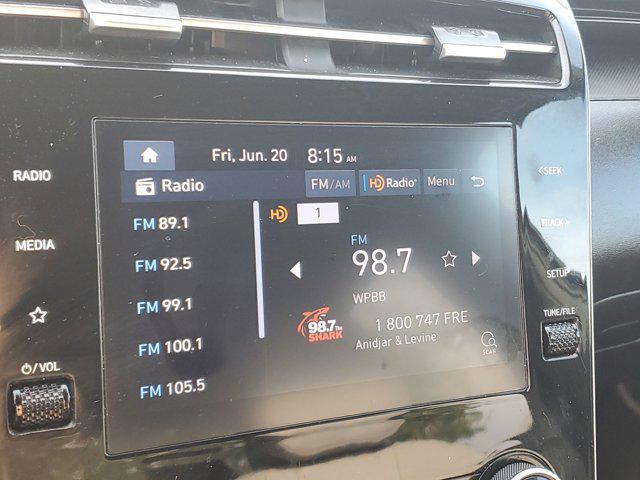 Fri, Jun. 20 8:15 AM
Radio FM/AM HD Radio Menu
FM 89.1
FM 92.5
FM 99.1
FM 100.1
FM 105.5
HD 1
FM
98.7
WPBB
98.7 The SHARK
1 800 747 FRE
Anidjar & Levine
SCAN
RADIO
MEDIA
VOL
<SEEK
TRACK>
SETUP
TUNE/FILE